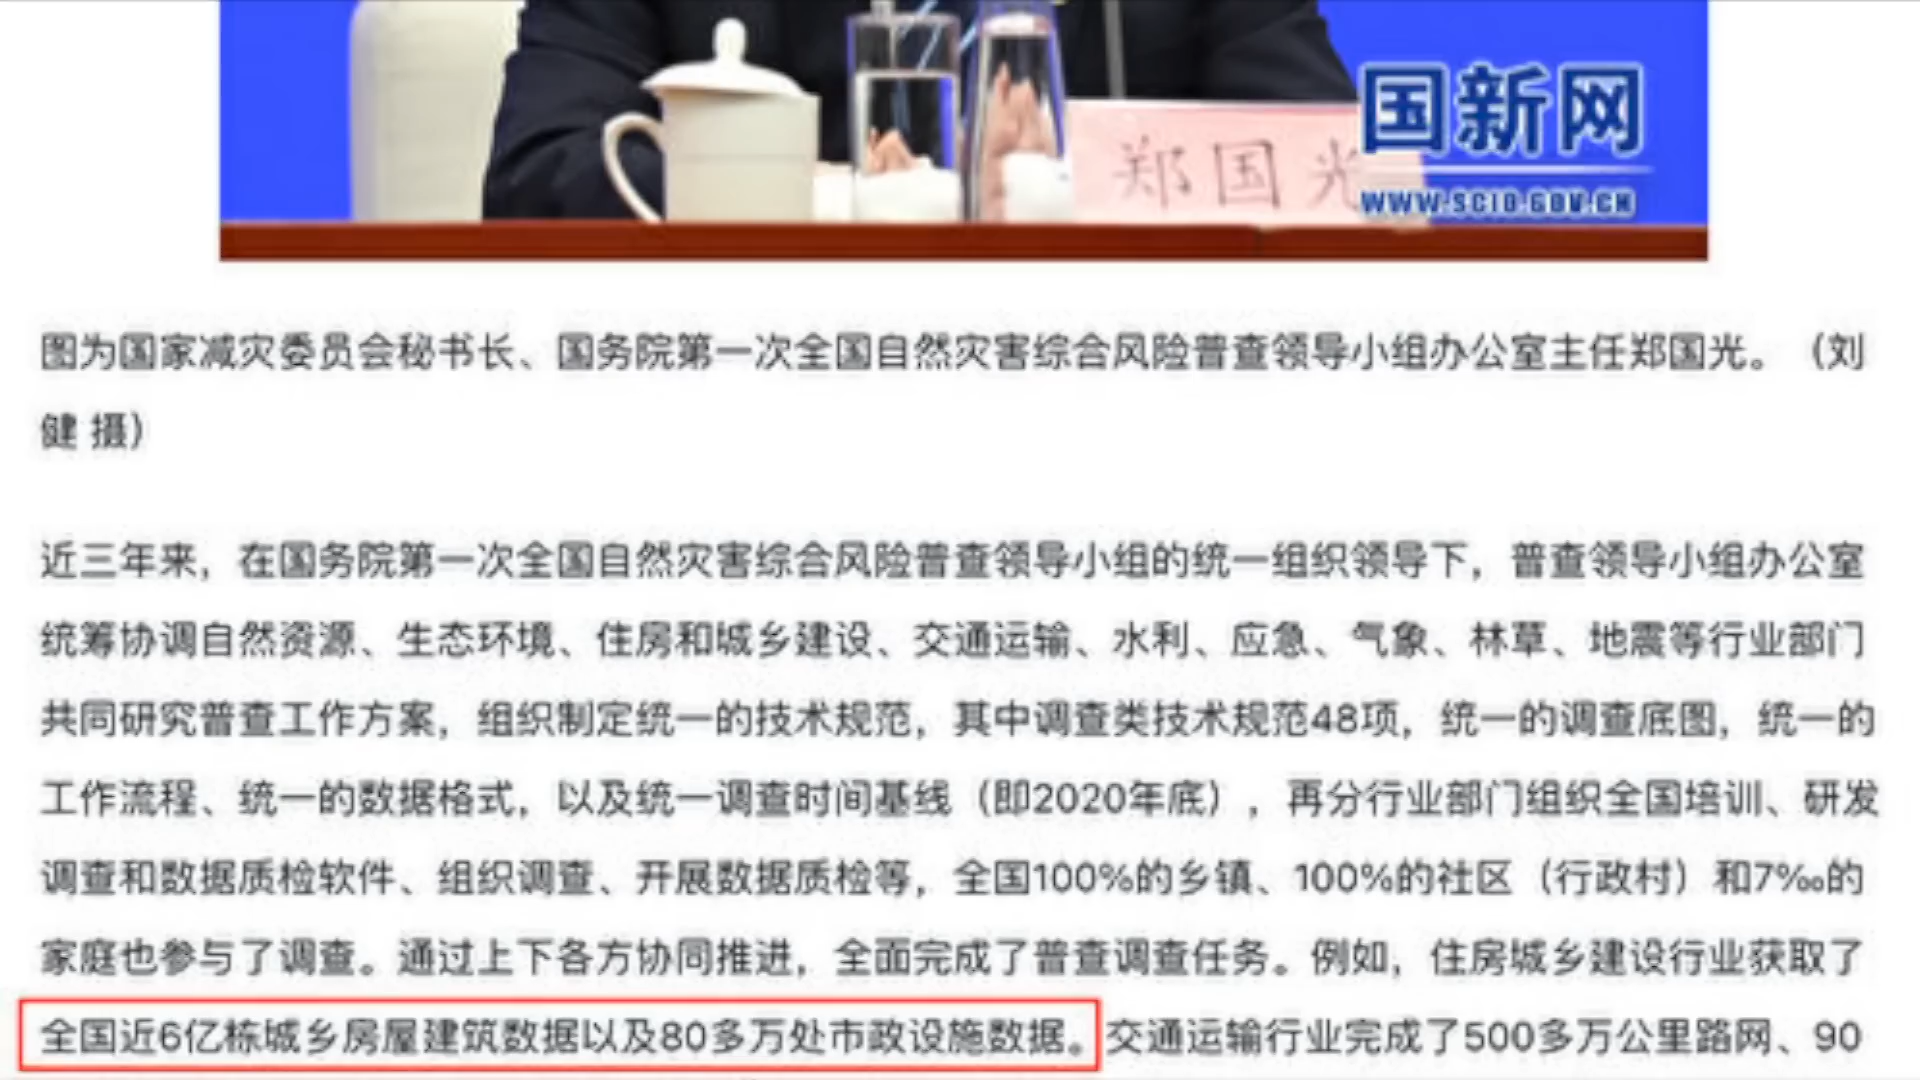 国新网
郑国光
WWW.SCIO.GOV.CN
图为国家减灾委员会秘书长、国务院第一次全国自然灾害综合风险普查领导小组办公室主任郑国光。（刘
健 摄）
近三年来，在国务院第一次全国自然灾害综合风险普查领导小组的统一组织领导下，普查领导小组办公室
统筹协调自然资源、生态环境、住房和城乡建设、交通运输、水利、应急、气象、林草、地震等行业部门
共同研究普查工作方案，组织制定统一的技术规范，其中调查类技术规范48项，统一的调查底图，统一的
工作流程、统一的数据格式，以及统一调查时间基线（即2020年底），再分行业部门组织全国培训、研发
调查和数据质检软件、组织调查、开展数据质检等，全国100%的乡镇、100%的社区（行政村）和7‰的
家庭也参与了调查。通过上下各方协同推进，全面完成了普查调查任务。例如，住房城乡建设行业获取了
全国近6亿栋城乡房屋建筑数据以及80多万处市政设施数据。交通运输行业完成了500多万公里路网、90